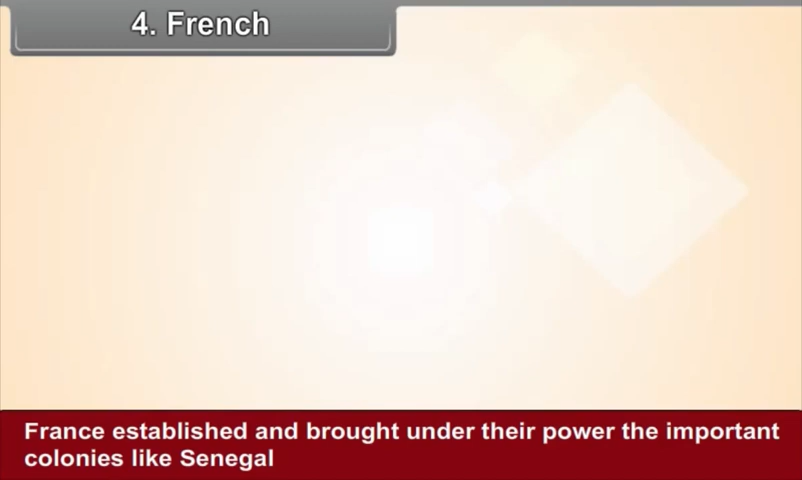 4. French
France established and brought under their power the important
colonies like Senegal